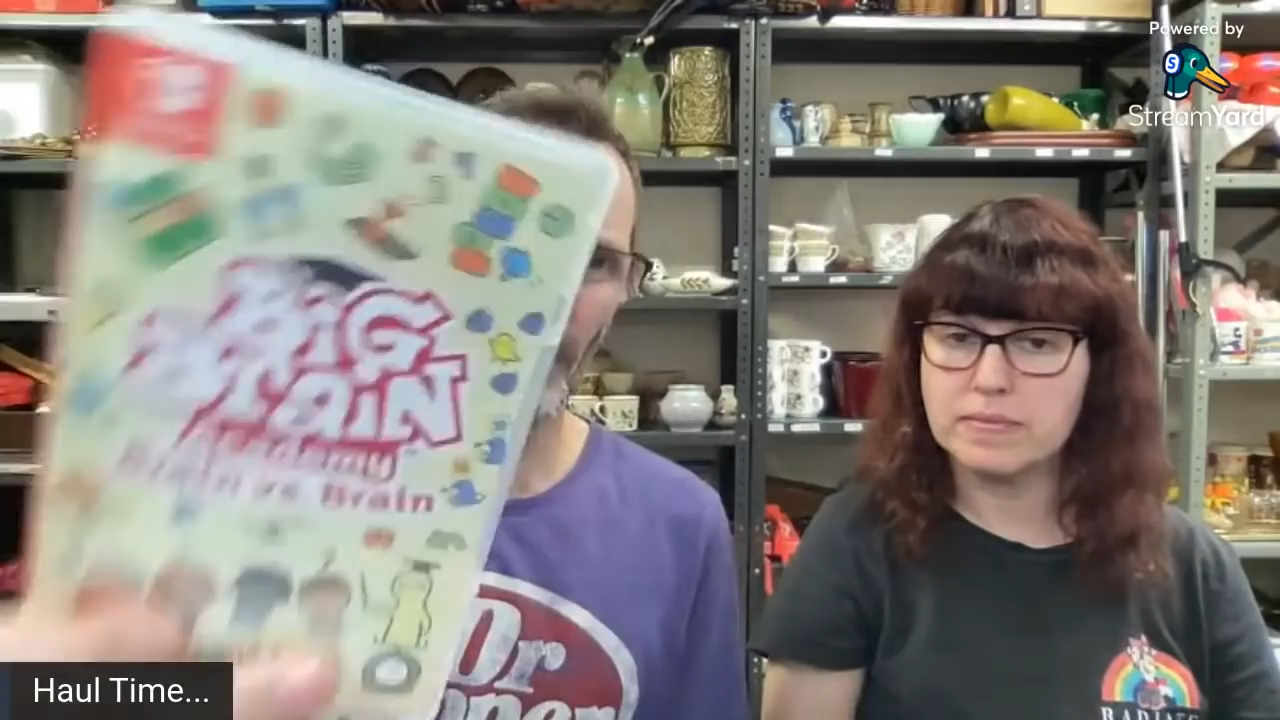 Powered by
StreamYard
BiG
BraiN
Academy
Brain vs Brain
Dr
Haul Time...